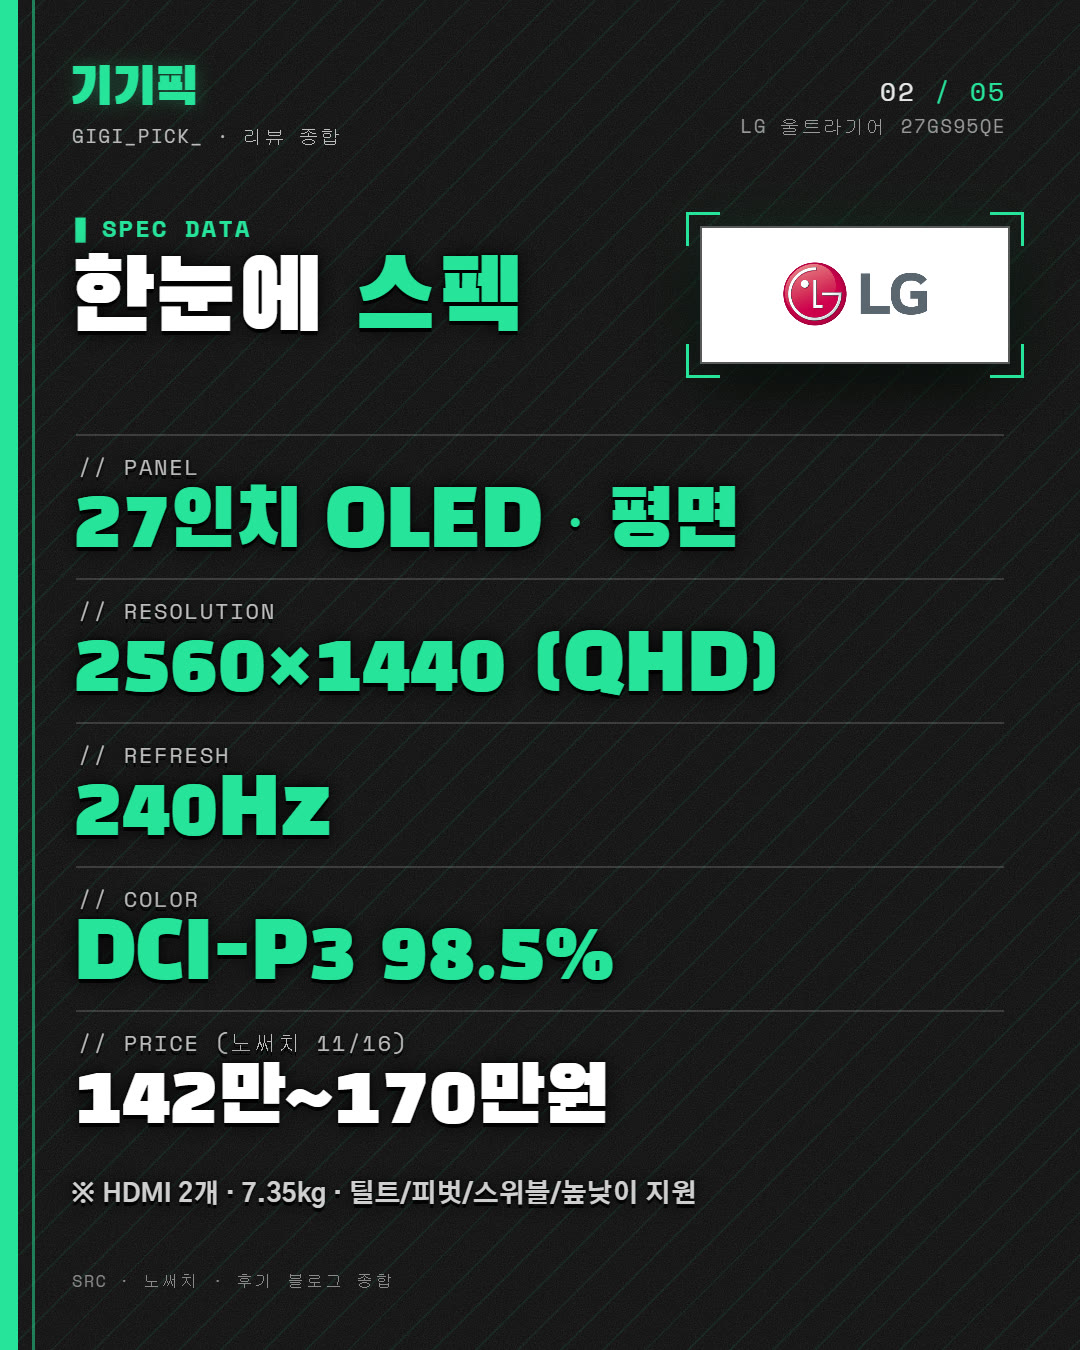 기기픽
GIGI_PICK_ · 리뷰 종합
02 / 05
LG 울트라기어 27GS95QE
SPEC DATA
한눈에 스펙
LG
// PANEL
27인치 OLED · 평면
// RESOLUTION
2560×1440 (QHD)
// REFRESH
240Hz
// COLOR
DCI-P3 98.5%
// PRICE (노써치 11/16)
142만~170만원
※ HDMI 2개 · 7.35kg · 틸트/피벗/스위블/높낮이 지원
SRC · 노써치 · 후기 블로그 종합